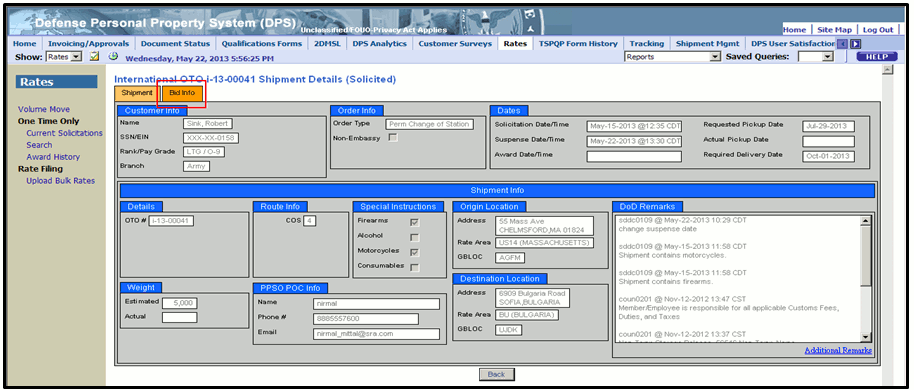 Defense Personal Property System (DPS)
Unclassified/FOUO-Privacy Act Applies
Home | Site Map | Log Out
Home Invoicing/Approvals Document Status Qualifications Forms 2DMSL DPS Analytics Customer Surveys Rates TSPQP Form History Tracking Shipment Mgmt DPS User Satisfaction
Show: Rates Wednesday, May 22, 2013 5:56:25 PM Reports Saved Queries: HELP
Rates
Volume Move
One Time Only
Current Solicitations
Search
Award History
Rate Filing
Upload Bulk Rates
International OTO i-13-00041 Shipment Details (Solicited)
Shipment Bid Info
Customer Info
Name Sink, Robert
SSN/EIN XXX-XX-0158
Rank/Pay Grade LTG / O-9
Branch Army
Order Info
Order Type Perm Change of Station
Non-Embassy
Dates
Solicitation Date/Time May-15-2013 @12:35 CDT Requested Pickup Date Jul-29-2013
Suspense Date/Time May-22-2013 @13:30 CDT Actual Pickup Date
Award Date/Time Required Delivery Date Oct-01-2013
Shipment Info
Details
OTO # i-13-00041
Route Info
COS 4
Special Instructions
Firearms
Alcohol
Motorcycles
Consumables
Origin Location
Address 55 Mass Ave
CHELMSFORD,MA 01824
Rate Area US14 (MASSACHUSETTS)
GBLOC AGFM
DoD Remarks
sddc0109 @ May-22-2013 10:29 CDT
change suspense date
sddc0109 @ May-15-2013 11:58 CDT
Shipment contains motorcycles.
sddc0109 @ May-15-2013 11:58 CDT
Shipment contains firearms.
coun0201 @ Nov-12-2012 13:47 CST
Member/Employee is responsible for all applicable Customs Fees,
Duties, and Taxes
coun0201 @ Nov-12-2012 13:37 CST
Additional Remarks
Weight
Estimated 5,000
Actual
PPSO POC Info
Name nirmal
Phone # 8885557600
Email nirmal_mittal@sra.com
Destination Location
Address 6909 Bulgaria Road
SOFIA,BULGARIA
Rate Area BU (BULGARIA)
GBLOC UJDK
Back